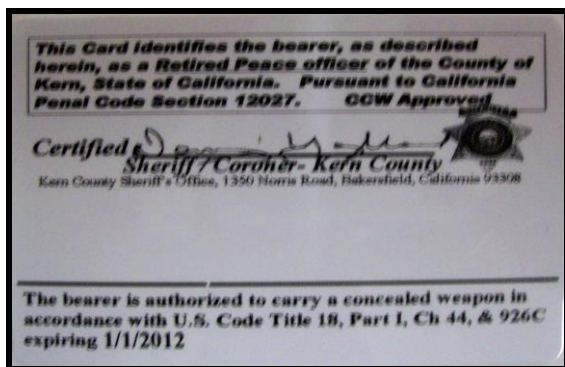 This Card identifies the bearer, as described
herein, as a Retired Peace officer of the County of
Kern, State of California. Pursuant to California
Penal Code Section 12027. CCW Approved
Certified
Sheriff / Coroner- Kern County
Kern County Sheriff's Office, 1350 Norris Road, Bakersfield, California 93308
The bearer is authorized to carry a concealed weapon in
accordance with U.S. Code Title 18, Part I, Ch 44, & 926C
expiring 1/1/2012